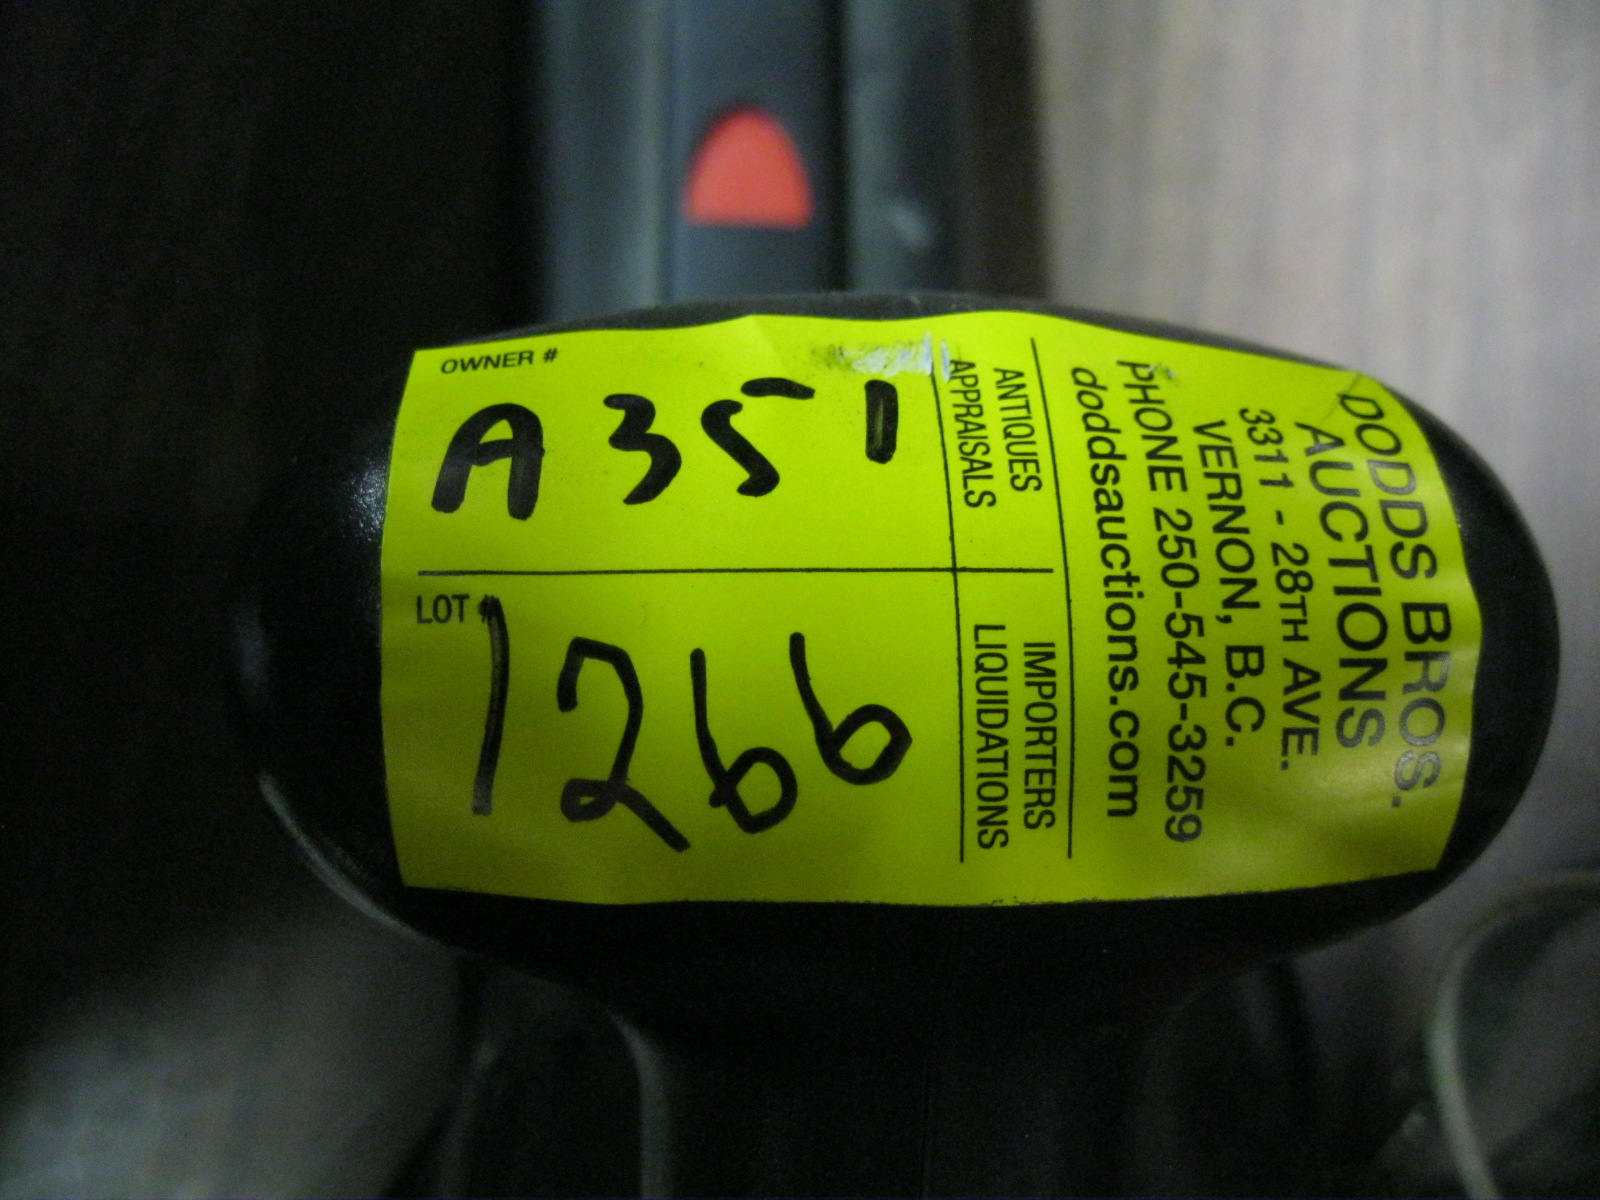 DODDS BROS.
AUCTIONS
3311 - 28TH AVE.
VERNON, B.C.
PHONE 250-545-3259
doddsauctions.com
ANTIQUES
APPRAISALS
IMPORTERS
LIQUIDATIONS
OWNER #
A 351
LOT #
1266